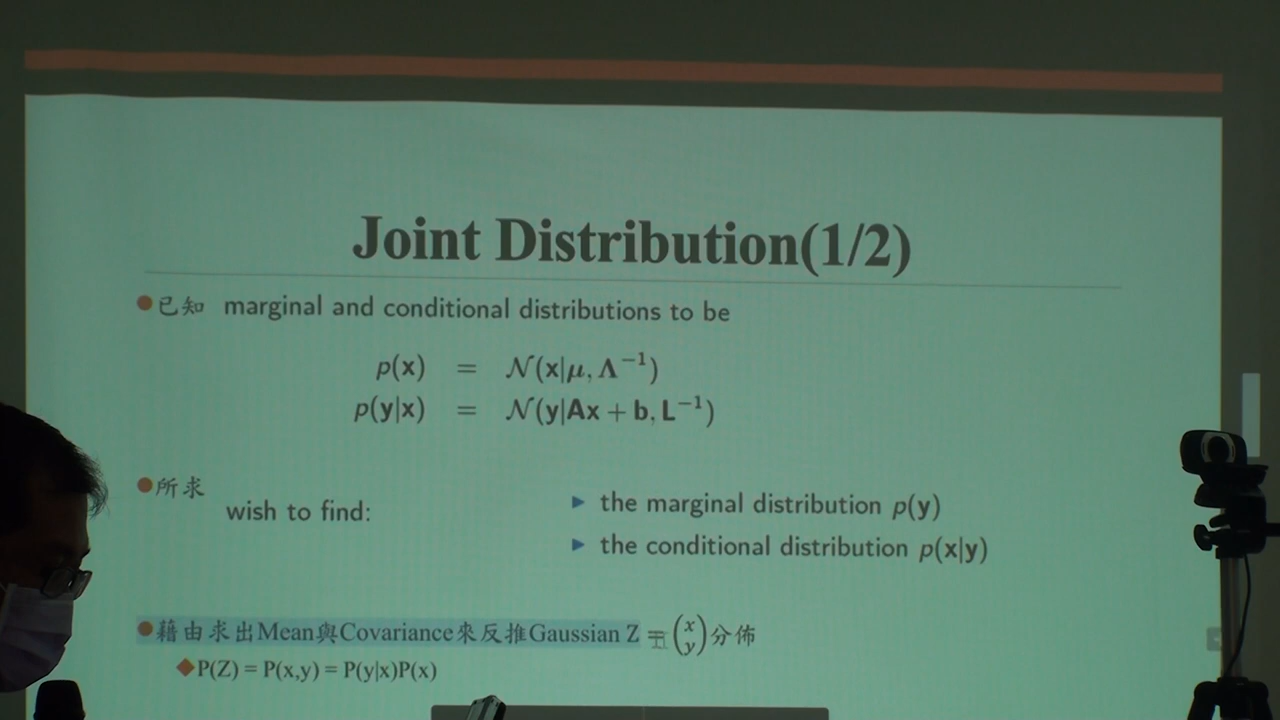 Joint Distribution(1/2)
●已知 marginal and conditional distributions to be
p(x) = 𝒩(x|μ, Λ⁻¹)
p(y|x) = 𝒩(y|Ax + b, L⁻¹)
●所求
wish to find:
▶ the marginal distribution p(y)
▶ the conditional distribution p(x|y)
●藉由求出Mean與Covariance來反推Gaussian Z = (x y)分佈
◆P(Z) = P(x,y) = P(y|x)P(x)